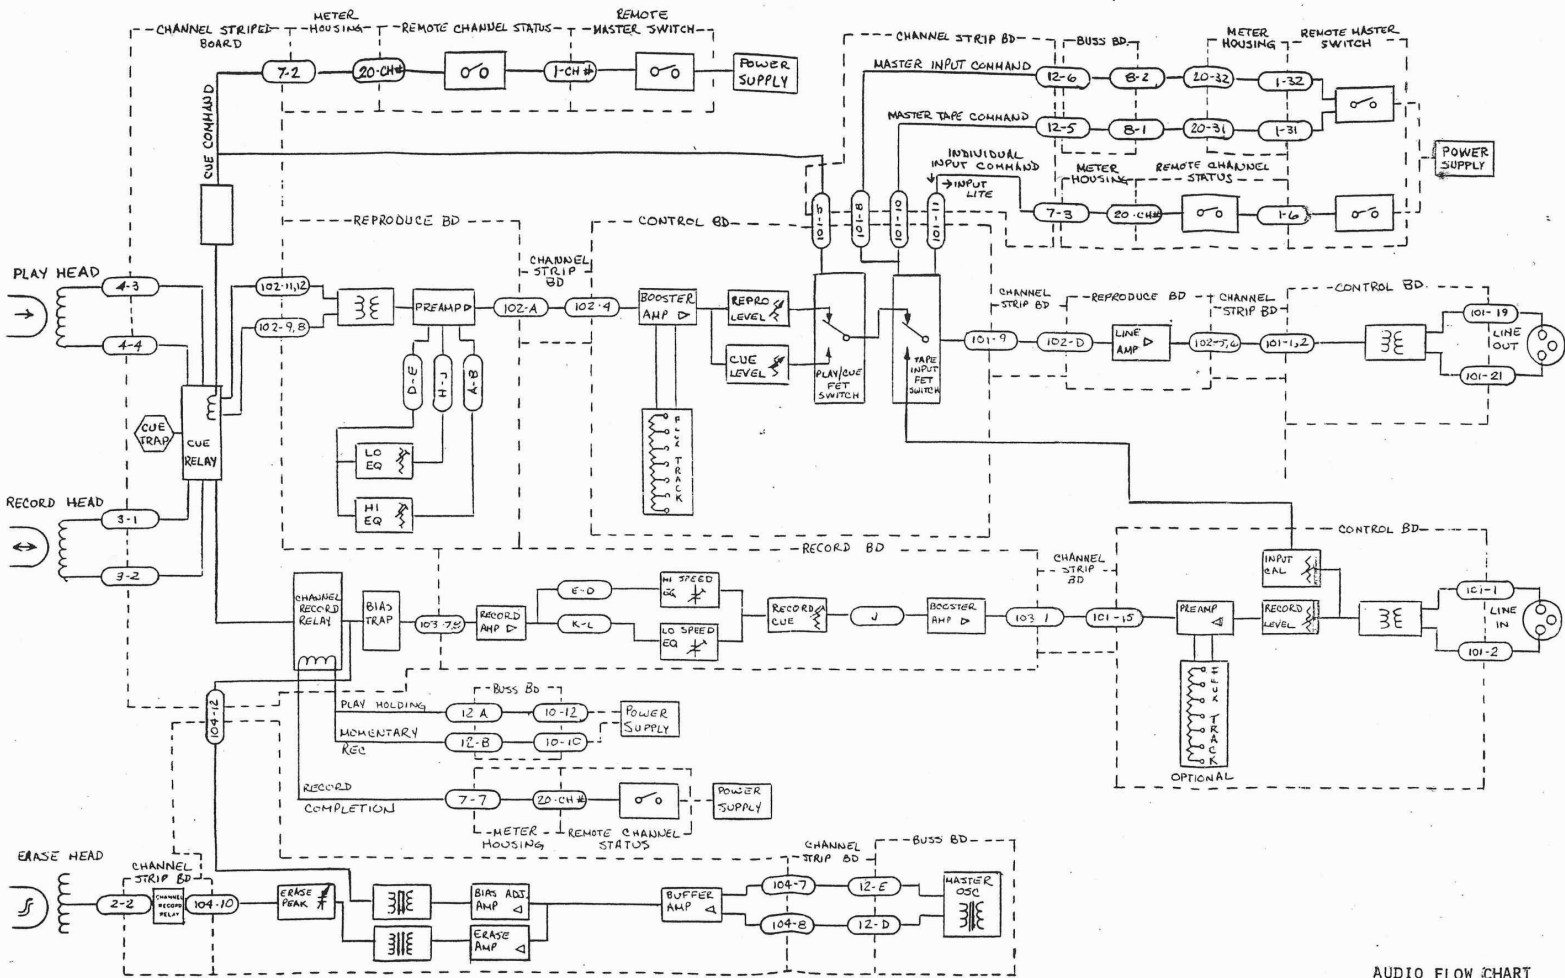 CHANNEL STRIPED
BOARD
METER
HOUSING
REMOTE CHANNEL STATUS
REMOTE
MASTER SWITCH
7-2
20-CH#
1-CH #
POWER
SUPPLY
CUE COMMAND
CHANNEL STRIP BD
BUSS BD.
METER
HOUSING
REMOTE MASTER
SWITCH
MASTER INPUT COMMAND
12-6
8-2
20-32
1-32
MASTER TAPE COMMAND
12-5
8-1
20-31
1-31
INDIVIDUAL
INPUT COMMAND
INPUT
LITE
METER
HOUSING
REMOTE CHANNEL
STATUS
7-3
20-CH#
1-6
POWER
SUPPLY
101-8
101-10
101-11
REPRODUCE BD
CHANNEL
STRIP
BD
CONTROL BD
PLAY HEAD
4-3
4-4
102-11,12
102-9,8
PREAMP
102-A
102-4
BOOSTER
AMP
REPRO
LEVEL
CUE
LEVEL
PLAY/CUE
FET
SWITCH
TAPE
INPUT
FET
SWITCH
CHANNEL
STRIP BD
REPRODUCE BD
CHANNEL
STRIP BD
CONTROL BD.
101-9
102-D
LINE
AMP
102-5,6
101-1,2
101-19
LINE
OUT
101-21
D-E
H-J
A-B
LO
EQ
HI
EQ
FLUX TRACK
CUE
TRAP
CUE
RELAY
RECORD HEAD
3-1
3-2
RECORD BD
CHANNEL
STRIP
BD
CONTROL BD
CHANNEL
RECORD
RELAY
BIAS
TRAP
RECORD
AMP
E-D
K-L
HI SPEED
EQ
LO SPEED
EQ
RECORD
CUE
J
BOOSTER
AMP
103 1
101-15
PREAMP
INPUT
CAL
RECORD
LEVEL
101-1
LINE
IN
101-2
FLUX TRACK
OPTIONAL
104-12
BUSS BD
PLAY HOLDING
12 A
10-12
MOMENTARY
REC
12-B
10-10
POWER
SUPPLY
RECORD
COMPLETION
7-7
20-CH#
POWER
SUPPLY
METER
HOUSING
REMOTE CHANNEL
STATUS
ERASE HEAD
CHANNEL
STRIP BD
2-2
CHANNEL
RECORD
RELAY
104-10
ERASE
PEAK
BIAS ADJ.
AMP
ERASE
AMP
BUFFER
AMP
CHANNEL
STRIP BD
BUSS BD
104-7
12-E
104-8
12-D
MASTER
OSC
AUDIO FLOW CHART